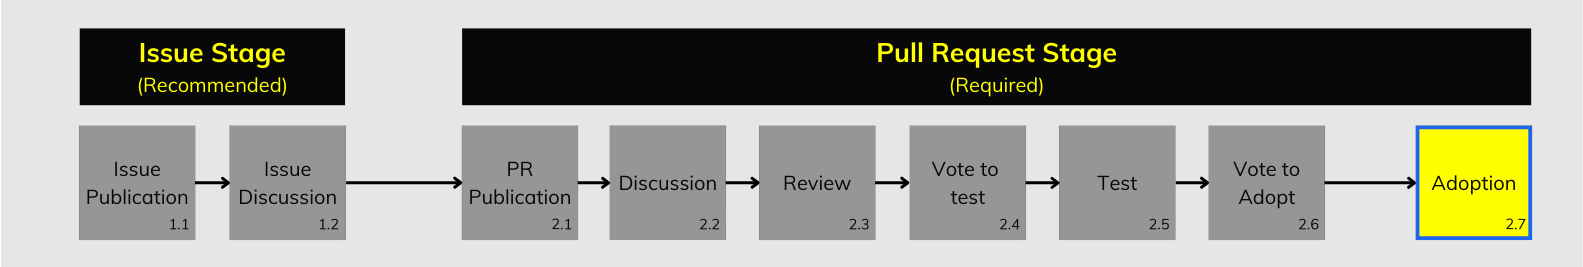 Issue Stage
(Recommended)
Pull Request Stage
(Required)
Issue
Publication
1.1
Issue
Discussion
1.2
PR
Publication
2.1
Discussion
2.2
Review
2.3
Vote to
test
2.4
Test
2.5
Vote to
Adopt
2.6
Adoption
2.7